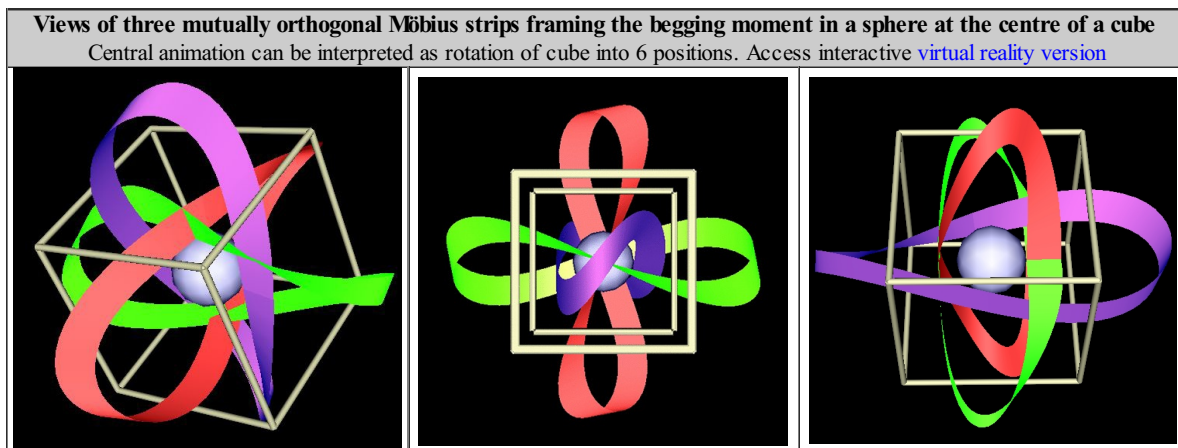 Views of three mutually orthogonal Möbius strips framing the begging moment in a sphere at the centre of a cube
Central animation can be interpreted as rotation of cube into 6 positions. Access interactive virtual reality version